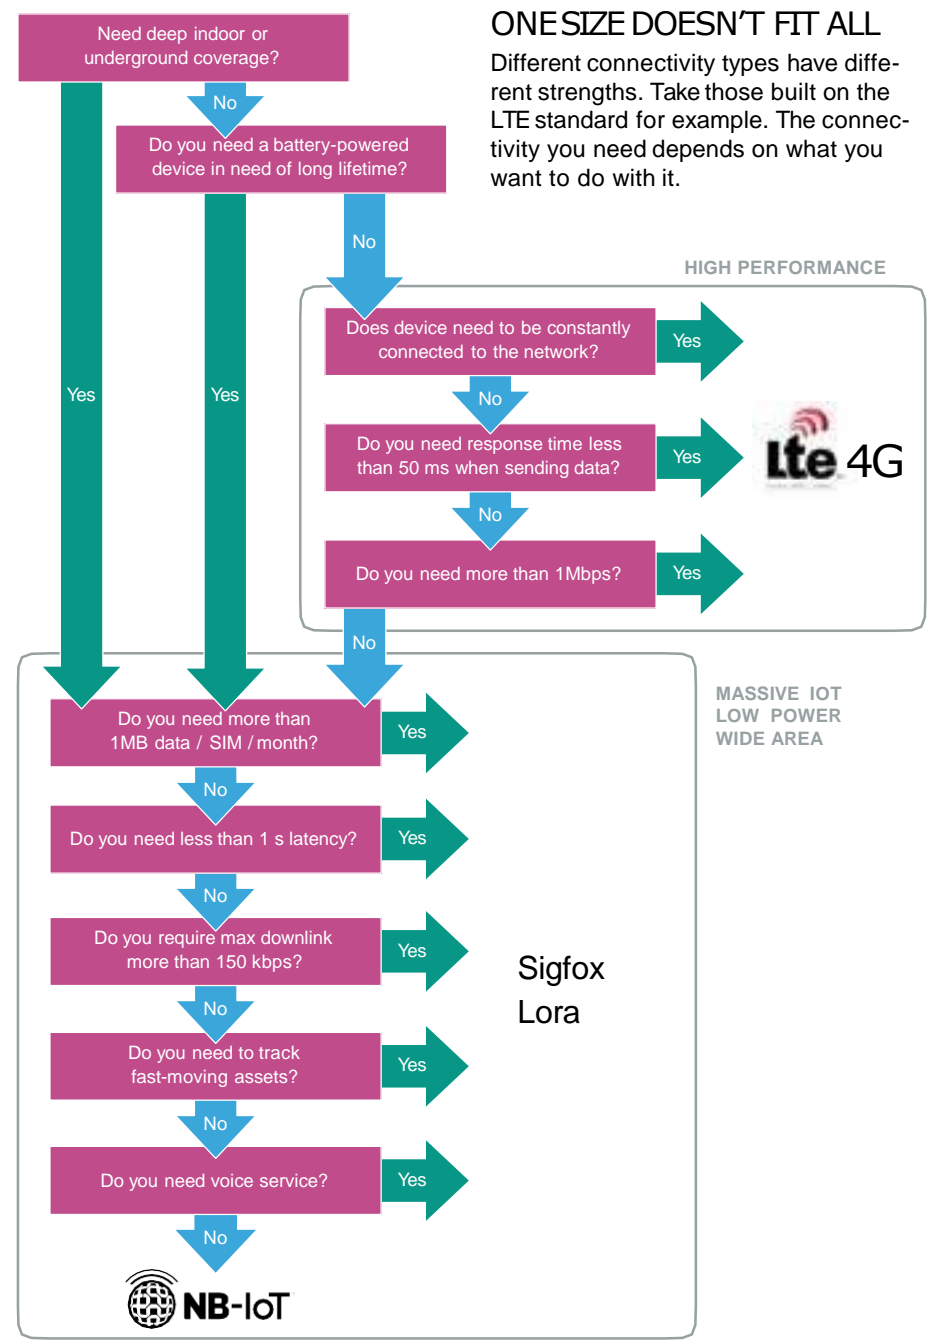 ONE SIZE DOESN'T FIT ALL
Different connectivity types have diffe-
rent strengths. Take those built on the
LTE standard for example. The connec-
tivity you need depends on what you
want to do with it.
Need deep indoor or
underground coverage?
No
Do you need a battery-powered
device in need of long lifetime?
No
HIGH PERFORMANCE
Does device need to be constantly
connected to the network?
Yes
Yes
Yes
No
Do you need response time less
than 50 ms when sending data?
Yes
Lte 4G
No
Do you need more than 1Mbps?
Yes
No
MASSIVE IOT
LOW POWER
WIDE AREA
Do you need more than
1MB data / SIM / month?
Yes
No
Do you need less than 1 s latency?
Yes
No
Do you require max downlink
more than 150 kbps?
Yes
Sigfox
Lora
No
Do you need to track
fast-moving assets?
Yes
No
Do you need voice service?
Yes
No
NB-IoT